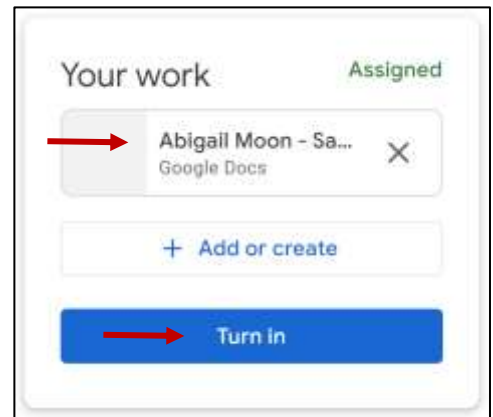 Your work
Assigned
Abigail Moon - Sa...
Google Docs
+ Add or create
Turn in